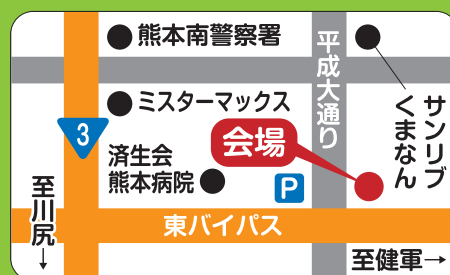 熊本南警察署
平成大通り
サンリブ
くまなん
ミスターマックス
3
会場
済生会
熊本病院
P
至川尻↓
東バイパス
至健軍→